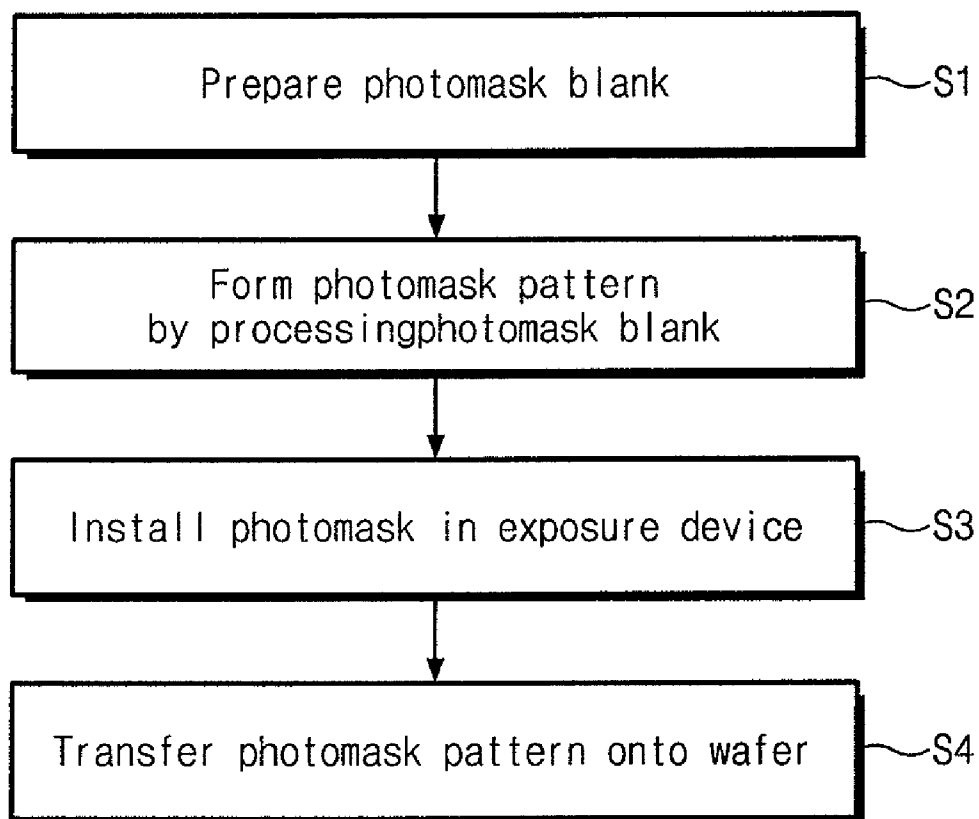 Prepare photomask blank
S1
Form photomask pattern
by processingphotomask blank
S2
Install photomask in exposure device
S3
Transfer photomask pattern onto wafer
S4